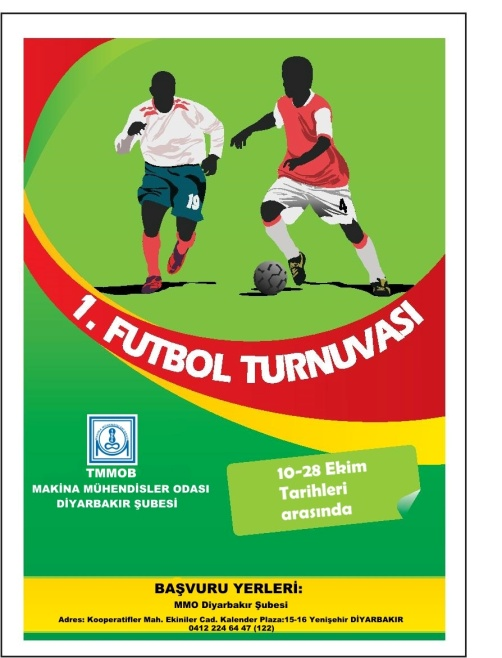 19
4
1. FUTBOL TURNUVASI
TMMOB
MAKİNA MÜHENDİSLER ODASI
DİYARBAKIR ŞUBESİ
10-28 Ekim
Tarihleri
arasında
BAŞVURU YERLERİ:
MMO Diyarbakır Şubesi
Adres: Kooperatifler Mah. Ekiniler Cad. Kalender Plaza:15-16 Yenişehir DİYARBAKIR
0412 224 64 47 (122)